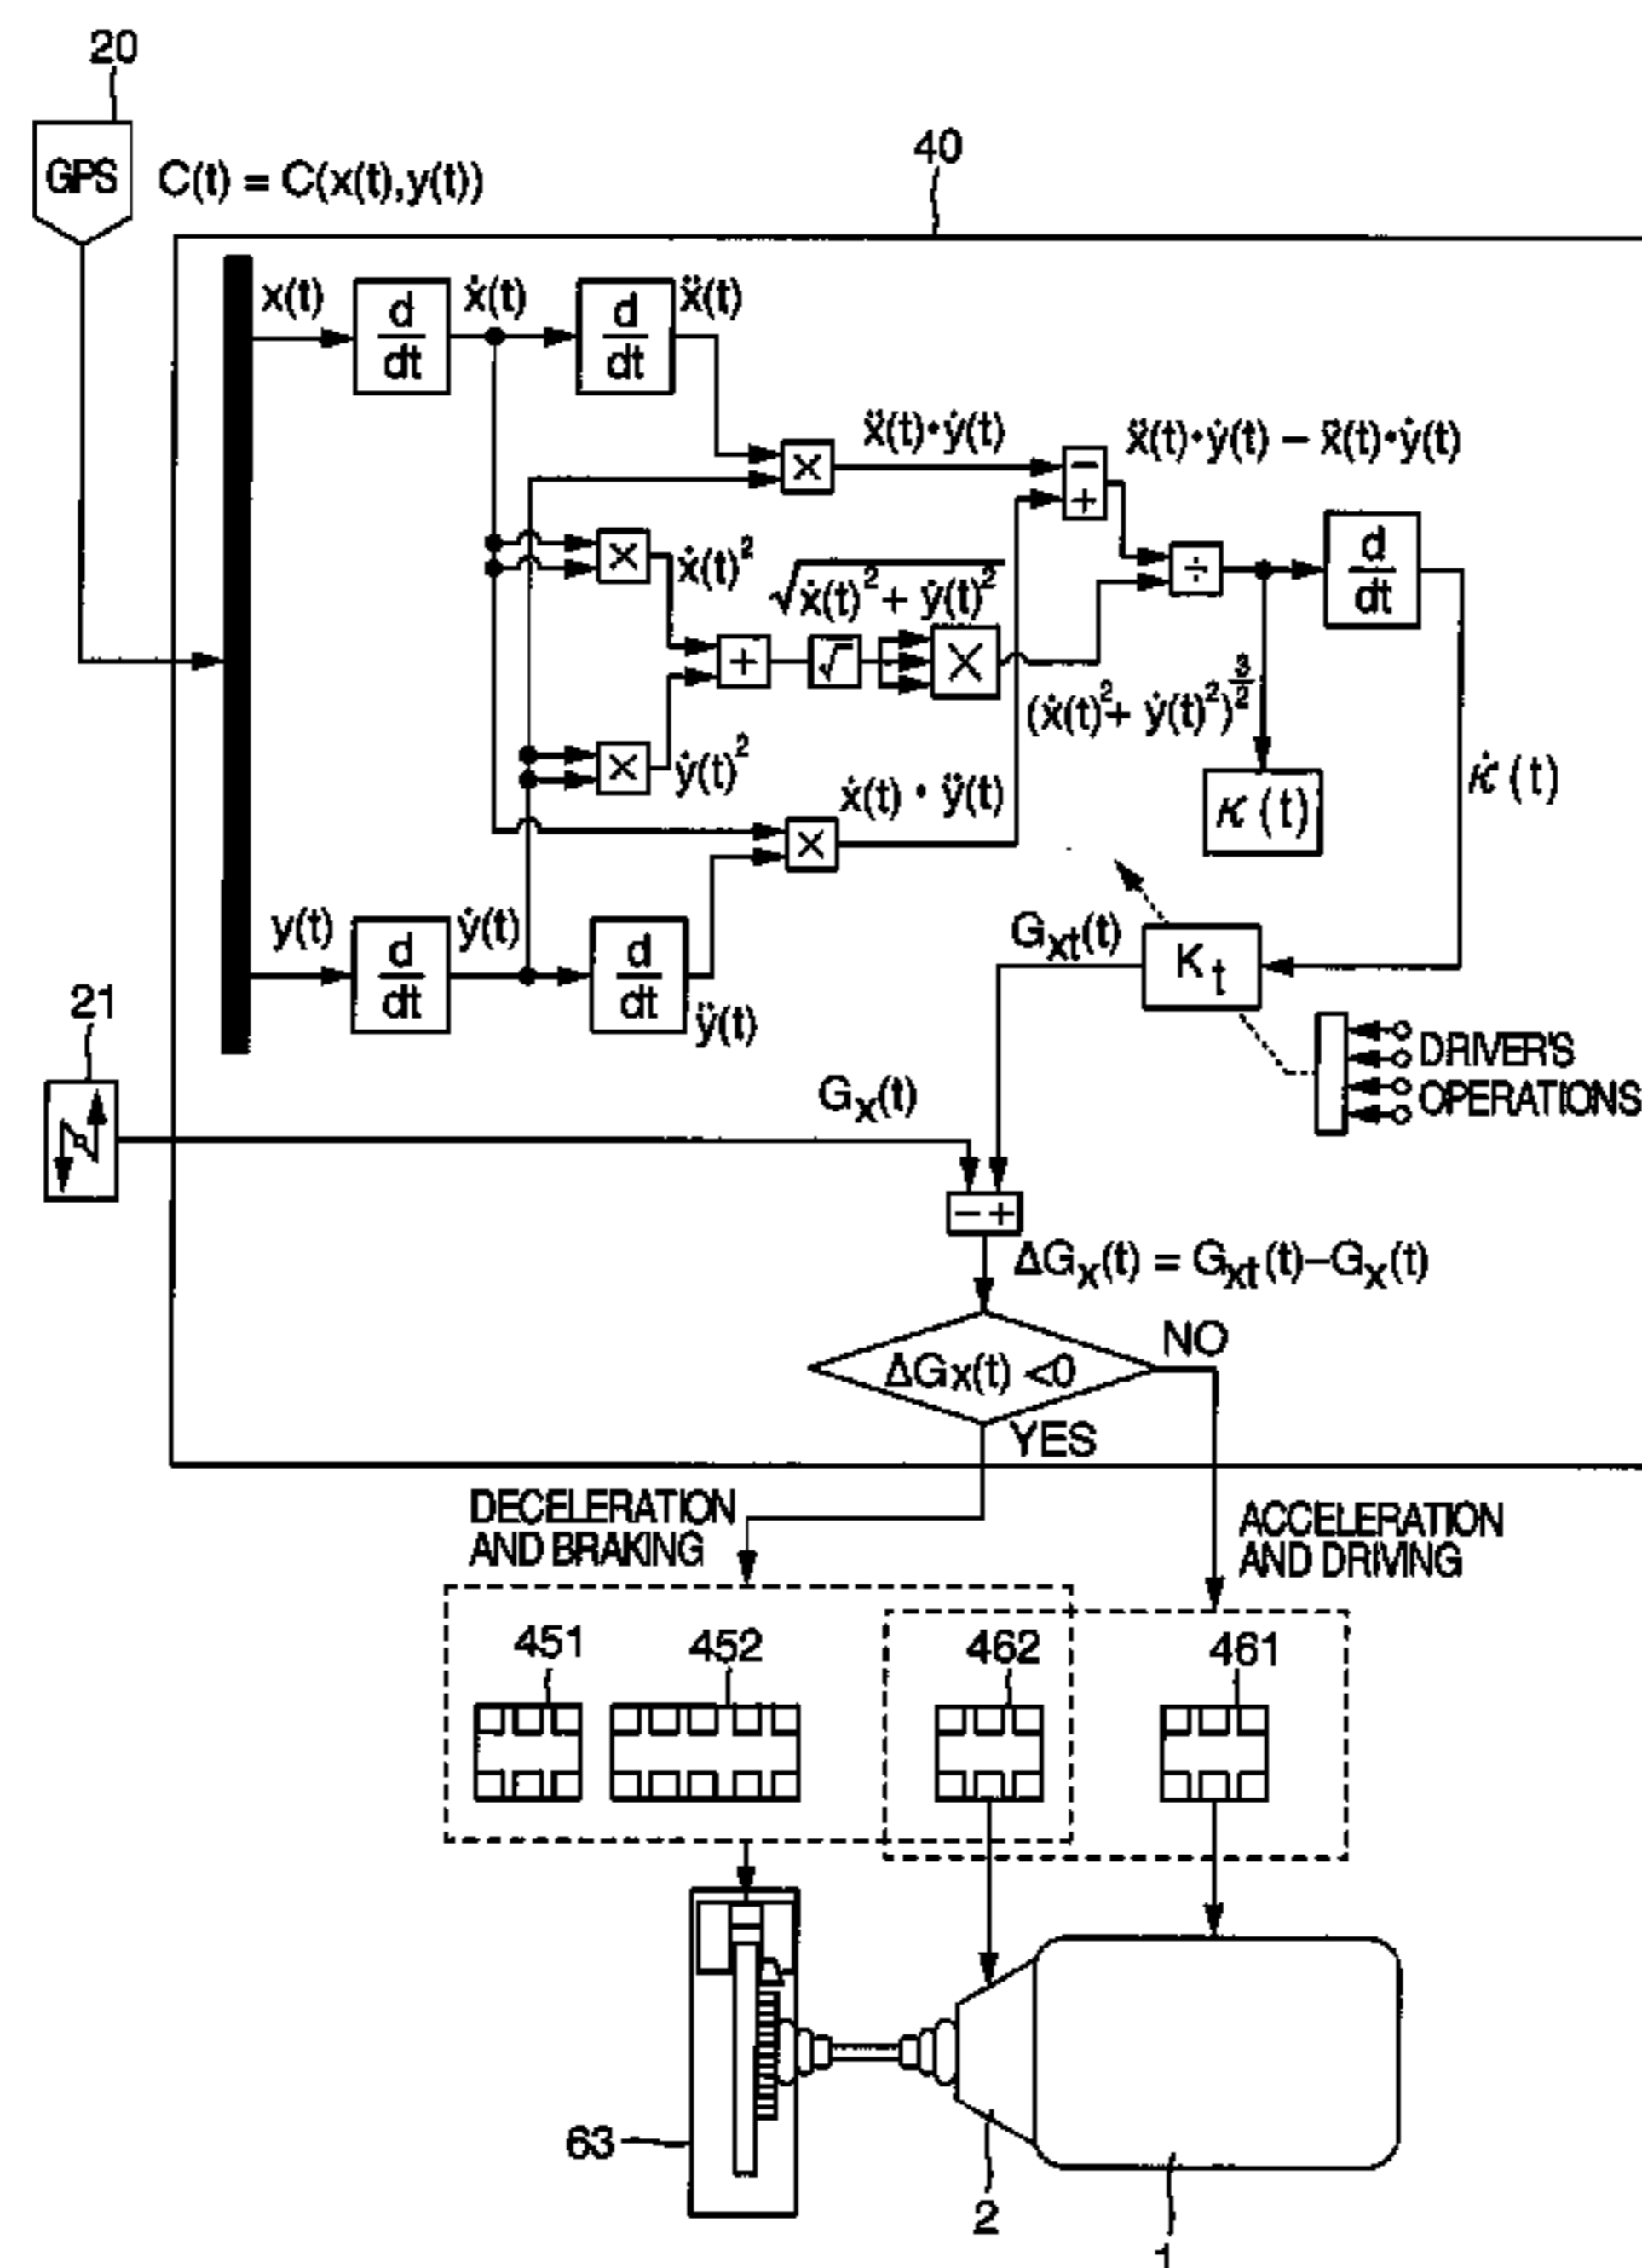 20
GPS
C(t) = C(x(t),y(t))
40
x(t)
d/dt
ẋ(t)
d/dt
ẍ(t)
×
ẍ(t)·ẏ(t)
− +
ẍ(t)·ẏ(t) − ẍ(t)·ẏ(t)
×
ẋ(t)²
√ẋ(t)² + ẏ(t)²
÷
d/dt
+
√
×
(ẋ(t)² + ẏ(t)²)^3/2
×
ẏ(t)²
ẋ(t) · ÿ(t)
×
κ(t)
κ̇(t)
y(t)
d/dt
ẏ(t)
d/dt
ÿ(t)
Gxt(t)
Kt
21
DRIVER'S
OPERATIONS
Gx(t)
− +
ΔGx(t) = Gxt(t)−Gx(t)
ΔGx(t) <0
NO
YES
DECELERATION
AND BRAKING
ACCELERATION
AND DRIVING
451
452
462
461
63
2
1